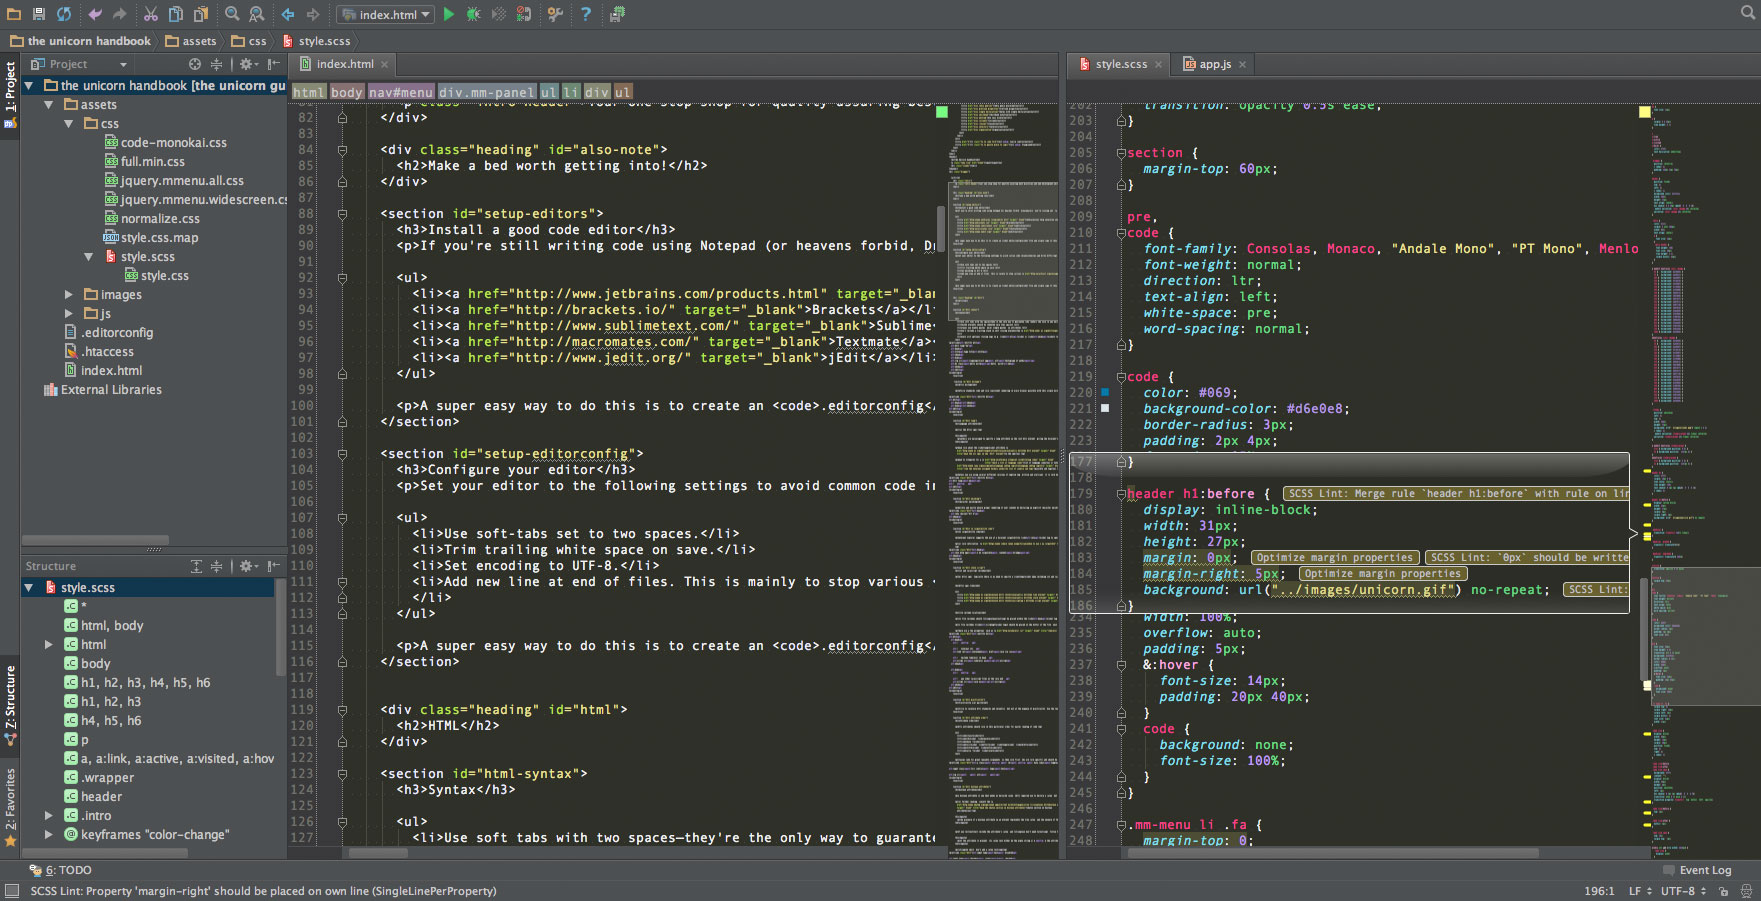 index.html
the unicorn handbook assets css style.scss
1: Project
Project
the unicorn handbook [the unicorn gu
assets
css
code-monokai.css
full.min.css
jquery.mmenu.all.css
jquery.mmenu.widescreen.cs
normalize.css
style.css.map
style.scss
style.css
images
js
.editorconfig
.htaccess
index.html
External Libraries
Structure
style.scss
*
html, body
html
body
h1, h2, h3, h4, h5, h6
h1, h2, h3
h4, h5, h6
p
a, a:link, a:active, a:visited, a:hov
.wrapper
header
.intro
keyframes "color-change"
Z: Structure
2: Favorites
index.html
html body nav#menu div.mm-panel ul li div ul
82 </div>
83
84 <div class="heading" id="also-note">
85 <h2>Make a bed worth getting into!</h2>
86 </div>
87
88 <section id="setup-editors">
89 <h3>Install a good code editor</h3>
90 <p>If you're still writing code using Notepad (or heavens forbid, D
91
92 <ul>
93 <li><a href="http://www.jetbrains.com/products.html" target="_blan
94 <li><a href="http://brackets.io/" target="_blank">Brackets</a></li
95 <li><a href="http://www.sublimetext.com/" target="_blank">Sublime<
96 <li><a href="http://macromates.com/" target="_blank">Textmate</a><
97 <li><a href="http://www.jedit.org/" target="_blank">jEdit</a></li>
98 </ul>
99
100 <p>A super easy way to do this is to create an <code>.editorconfig</
101 </section>
102
103 <section id="setup-editorconfig">
104 <h3>Configure your editor</h3>
105 <p>Set your editor to the following settings to avoid common code in
106
107 <ul>
108 <li>Use soft-tabs set to two spaces.</li>
109 <li>Trim trailing white space on save.</li>
110 <li>Set encoding to UTF-8.</li>
111 <li>Add new line at end of files. This is mainly to stop various <
112 </li>
113 </ul>
114
115 <p>A super easy way to do this is to create an <code>.editorconfig</
116 </section>
117
118
119 <div class="heading" id="html">
120 <h2>HTML</h2>
121 </div>
122
123 <section id="html-syntax">
124 <h3>Syntax</h3>
125
126 <ul>
127 <li>Use soft tabs with two spaces—they're the only way to guarante
style.scss app.js
202 transition: opacity 0.5s ease;
203 }
204
205 section {
206 margin-top: 60px;
207 }
208
209 pre,
210 code {
211 font-family: Consolas, Monaco, "Andale Mono", "PT Mono", Menlo
212 font-weight: normal;
213 direction: ltr;
214 text-align: left;
215 white-space: pre;
216 word-spacing: normal;
217 }
218
219 code {
220 color: #069;
221 background-color: #d6e0e8;
222 border-radius: 3px;
223 padding: 2px 4px;
177 }
178
179 header h1:before { SCSS Lint: Merge rule `header h1:before` with rule on lin
180 display: inline-block;
181 width: 31px;
182 height: 27px;
183 margin: 0px; Optimize margin properties SCSS Lint: `0px` should be writte
184 margin-right: 5px; Optimize margin properties
185 background: url("../images/unicorn.gif") no-repeat; SCSS Lint:
186 }
234 width: 100%;
235 overflow: auto;
236 padding: 5px;
237 &:hover {
238 font-size: 14px;
239 padding: 20px 40px;
240 }
241 code {
242 background: none;
243 font-size: 100%;
244 }
245 }
246
247 .mm-menu li .fa {
248 margin-top: 0;
6: TODO
Event Log
SCSS Lint: Property 'margin-right' should be placed on own line (SingleLinePerProperty)
196:1 LF UTF-8